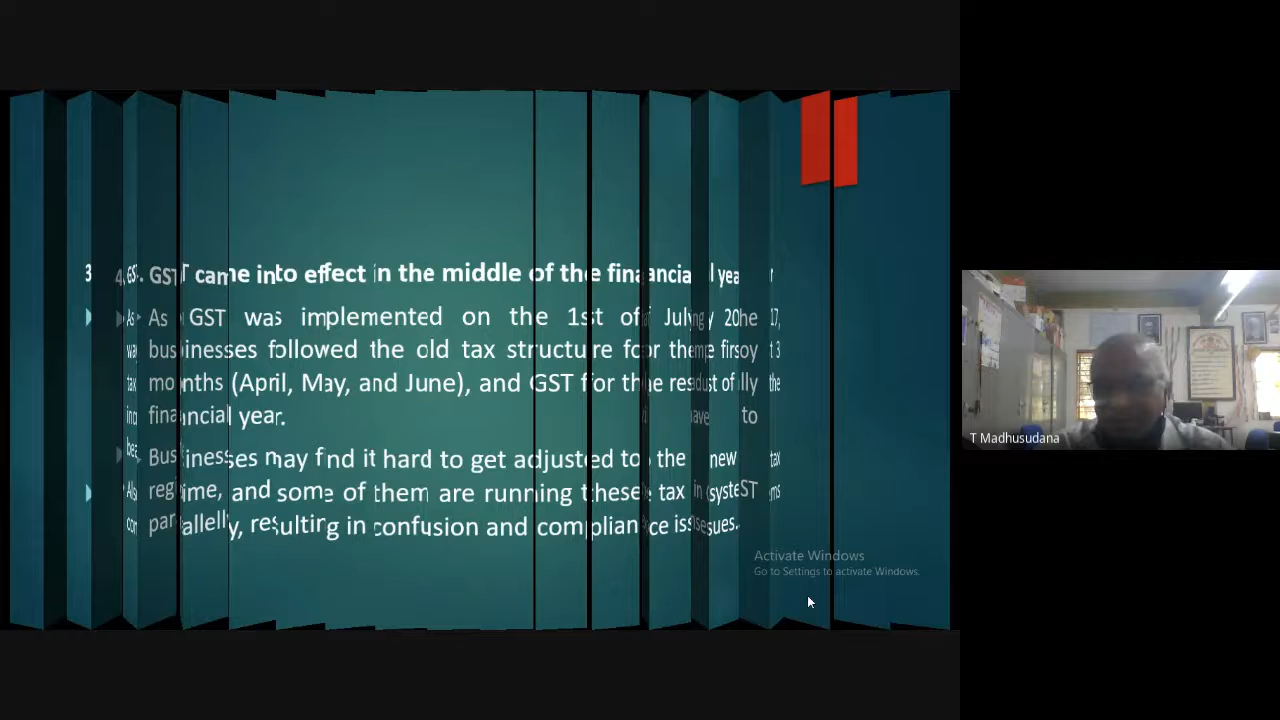 GST came into effect in the middle of the financial year
As GST was implemented on the 1st of July
businesses followed the old tax structure for the first 3
months (April, May, and June), and GST for the rest of the
financial year.
Businesses may find it hard to get adjusted to the new tax
regime, and some of them are running these tax systems
parallelly, resulting in confusion and compliance issues.
Activate Windows
Go to Settings to activate Windows.
T Madhusudana